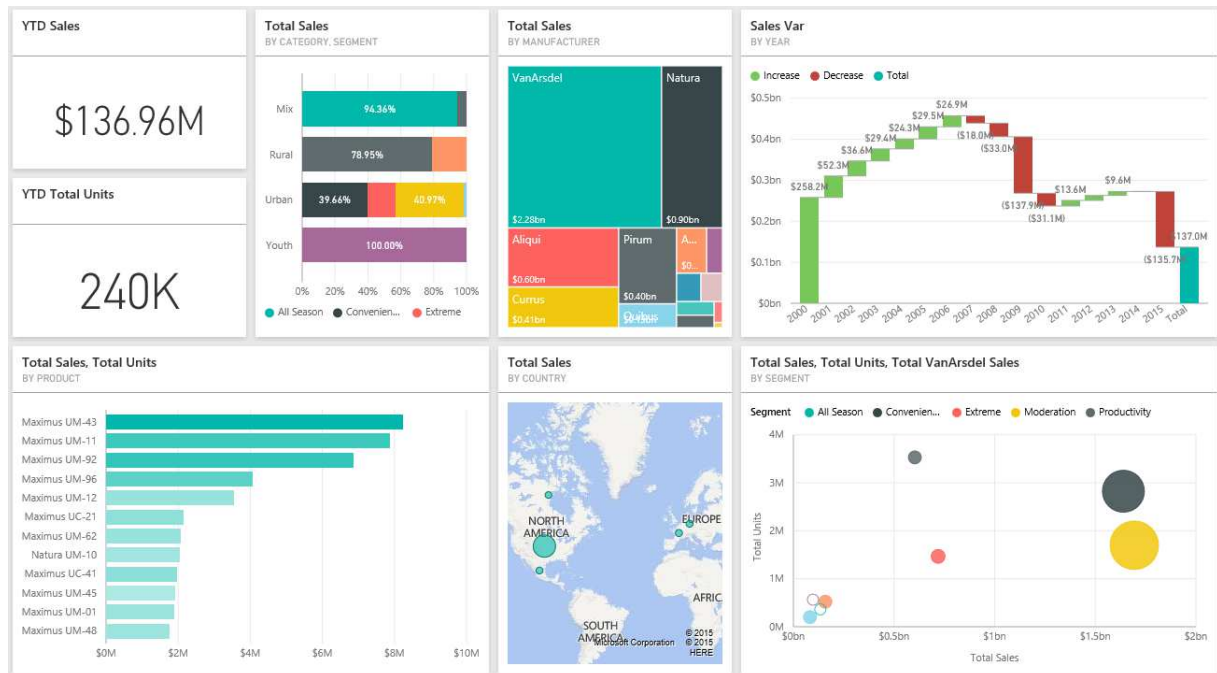 YTD Sales
$136.96M
YTD Total Units
240K
Total Sales
BY CATEGORY, SEGMENT
Mix
94.36%
Rural
78.95%
Urban
39.66%
40.97%
Youth
100.00%
0% 20% 40% 60% 80% 100%
All Season Convenien... Extreme
Total Sales
BY MANUFACTURER
VanArsdel
$2.28bn
Natura
$0.90bn
Aliqui
$0.60bn
Pirum
$0.40bn
A...
$0...
Currus
$0.41bn
Quibus
Sales Var
BY YEAR
Increase Decrease Total
$0.5bn
$0.4bn
$0.3bn
$0.2bn
$0.1bn
$0bn
$258.2M
$52.3M
$36.6M
$29.4M
$24.3M
$29.5M
$26.9M
($18.0M)
($33.0M)
($137.9M)
($31.1M)
$13.6M
$9.6M
($135.7M)
$137.0M
2000 2001 2002 2003 2004 2005 2006 2007 2008 2009 2010 2011 2012 2013 2014 2015 Total
Total Sales, Total Units
BY PRODUCT
Maximus UM-43
Maximus UM-11
Maximus UM-92
Maximus UM-96
Maximus UM-12
Maximus UC-21
Maximus UM-62
Natura UM-10
Maximus UC-41
Maximus UM-45
Maximus UM-01
Maximus UM-48
$0M $2M $4M $6M $8M $10M
Total Sales
BY COUNTRY
NORTH
AMERICA
EUROPE
AFRIC
SOUTH
AMERICA
Microsoft Corporation
© 2015
© 2015
HERE
Total Sales, Total Units, Total VanArsdel Sales
BY SEGMENT
Segment All Season Convenien... Extreme Moderation Productivity
4M
3M
2M
1M
0M
Total Units
$0bn $0.5bn $1bn $1.5bn $2bn
Total Sales